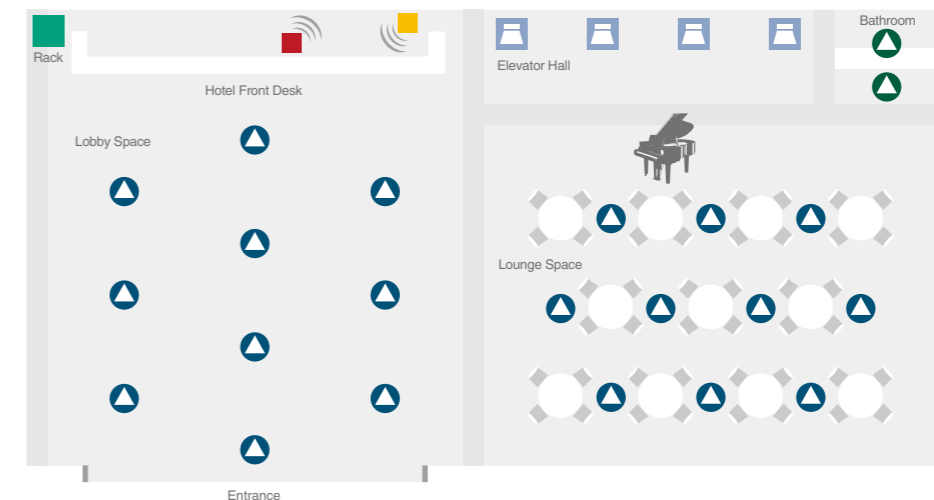 Bathroom
Rack
Elevator Hall
Hotel Front Desk
Lobby Space
Lounge Space
Entrance